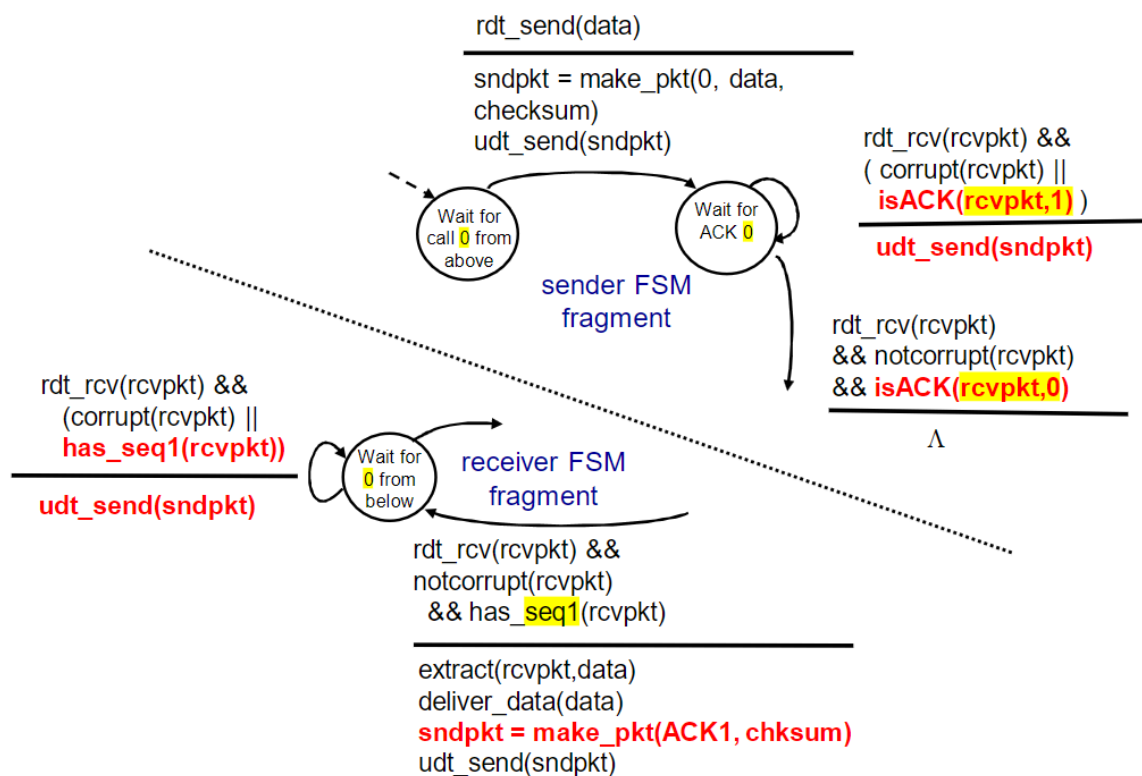 rdt_send(data)
sndpkt = make_pkt(0, data,
checksum)
udt_send(sndpkt)
rdt_rcv(rcvpkt) &&
( corrupt(rcvpkt) ||
isACK(rcvpkt,1) )
udt_send(sndpkt)
Wait for
call 0 from
above
Wait for
ACK 0
sender FSM
fragment
rdt_rcv(rcvpkt)
&& notcorrupt(rcvpkt)
&& isACK(rcvpkt,0)
Λ
rdt_rcv(rcvpkt) &&
(corrupt(rcvpkt) ||
has_seq1(rcvpkt))
udt_send(sndpkt)
Wait for
0 from
below
receiver FSM
fragment
rdt_rcv(rcvpkt) &&
notcorrupt(rcvpkt)
&& has_seq1(rcvpkt)
extract(rcvpkt,data)
deliver_data(data)
sndpkt = make_pkt(ACK1, chksum)
udt_send(sndpkt)